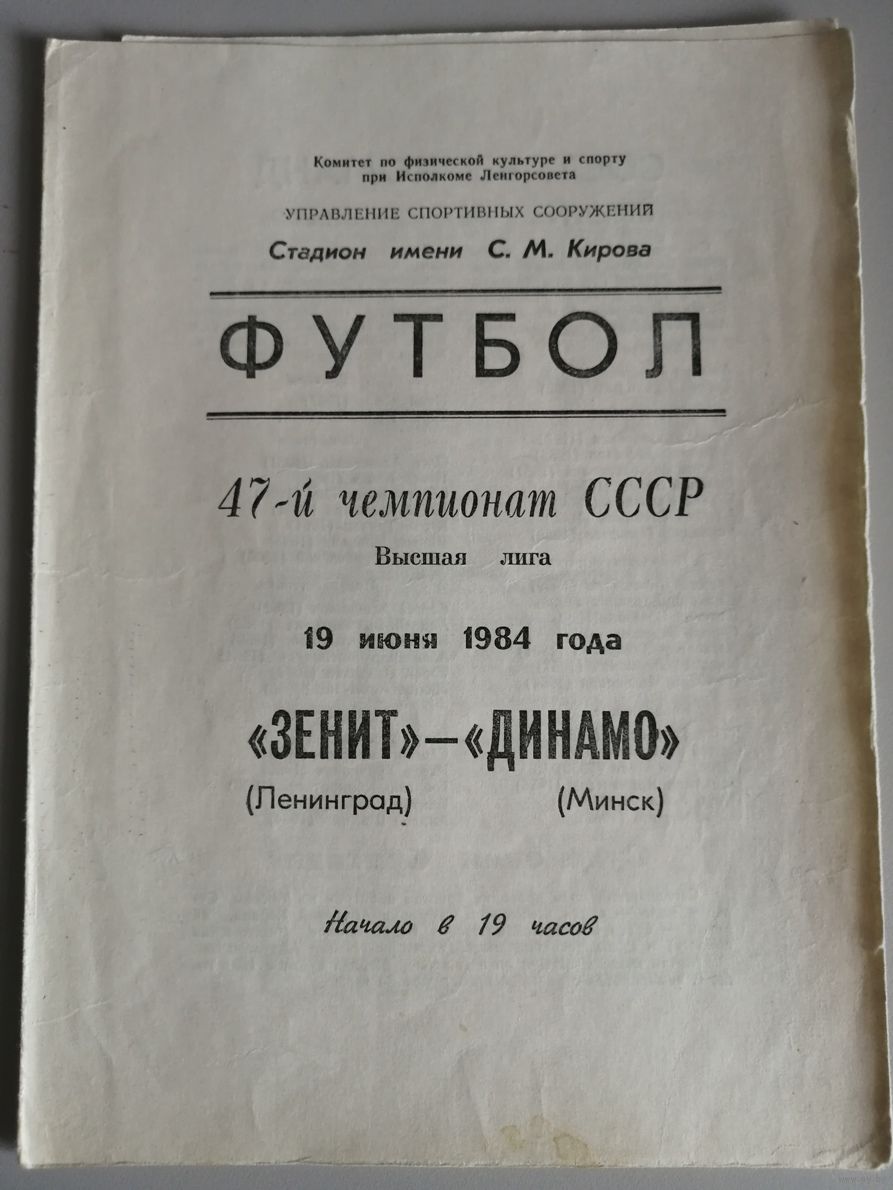 Комитет по физической культуре и спорту
при Исполкоме Ленгорсовета
УПРАВЛЕНИЕ СПОРТИВНЫХ СООРУЖЕНИЙ
Стадион имени С. М. Кирова
ФУТБОЛ
47-й чемпионат СССР
Высшая лига
19 июня 1984 года
«ЗЕНИТ»—«ДИНАМО»
(Ленинград) (Минск)
Начало в 19 часов